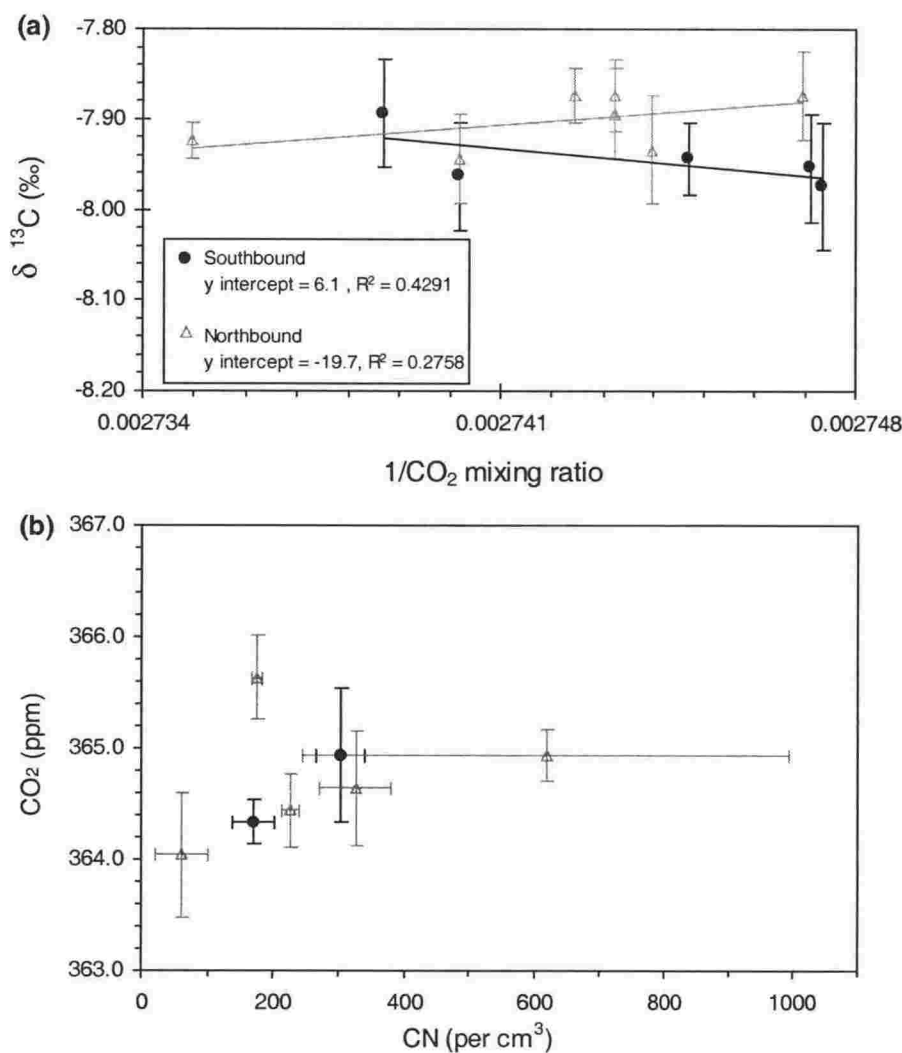 (a)
-7.80
-7.90
-8.00
-8.10
-8.20
δ ¹³C (‰)
● Southbound
y intercept = 6.1 , R² = 0.4291
△ Northbound
y intercept = -19.7, R² = 0.2758
0.002734 0.002741 0.002748
1/CO₂ mixing ratio
(b)
367.0
366.0
365.0
364.0
363.0
CO₂ (ppm)
0 200 400 600 800 1000
CN (per cm³)